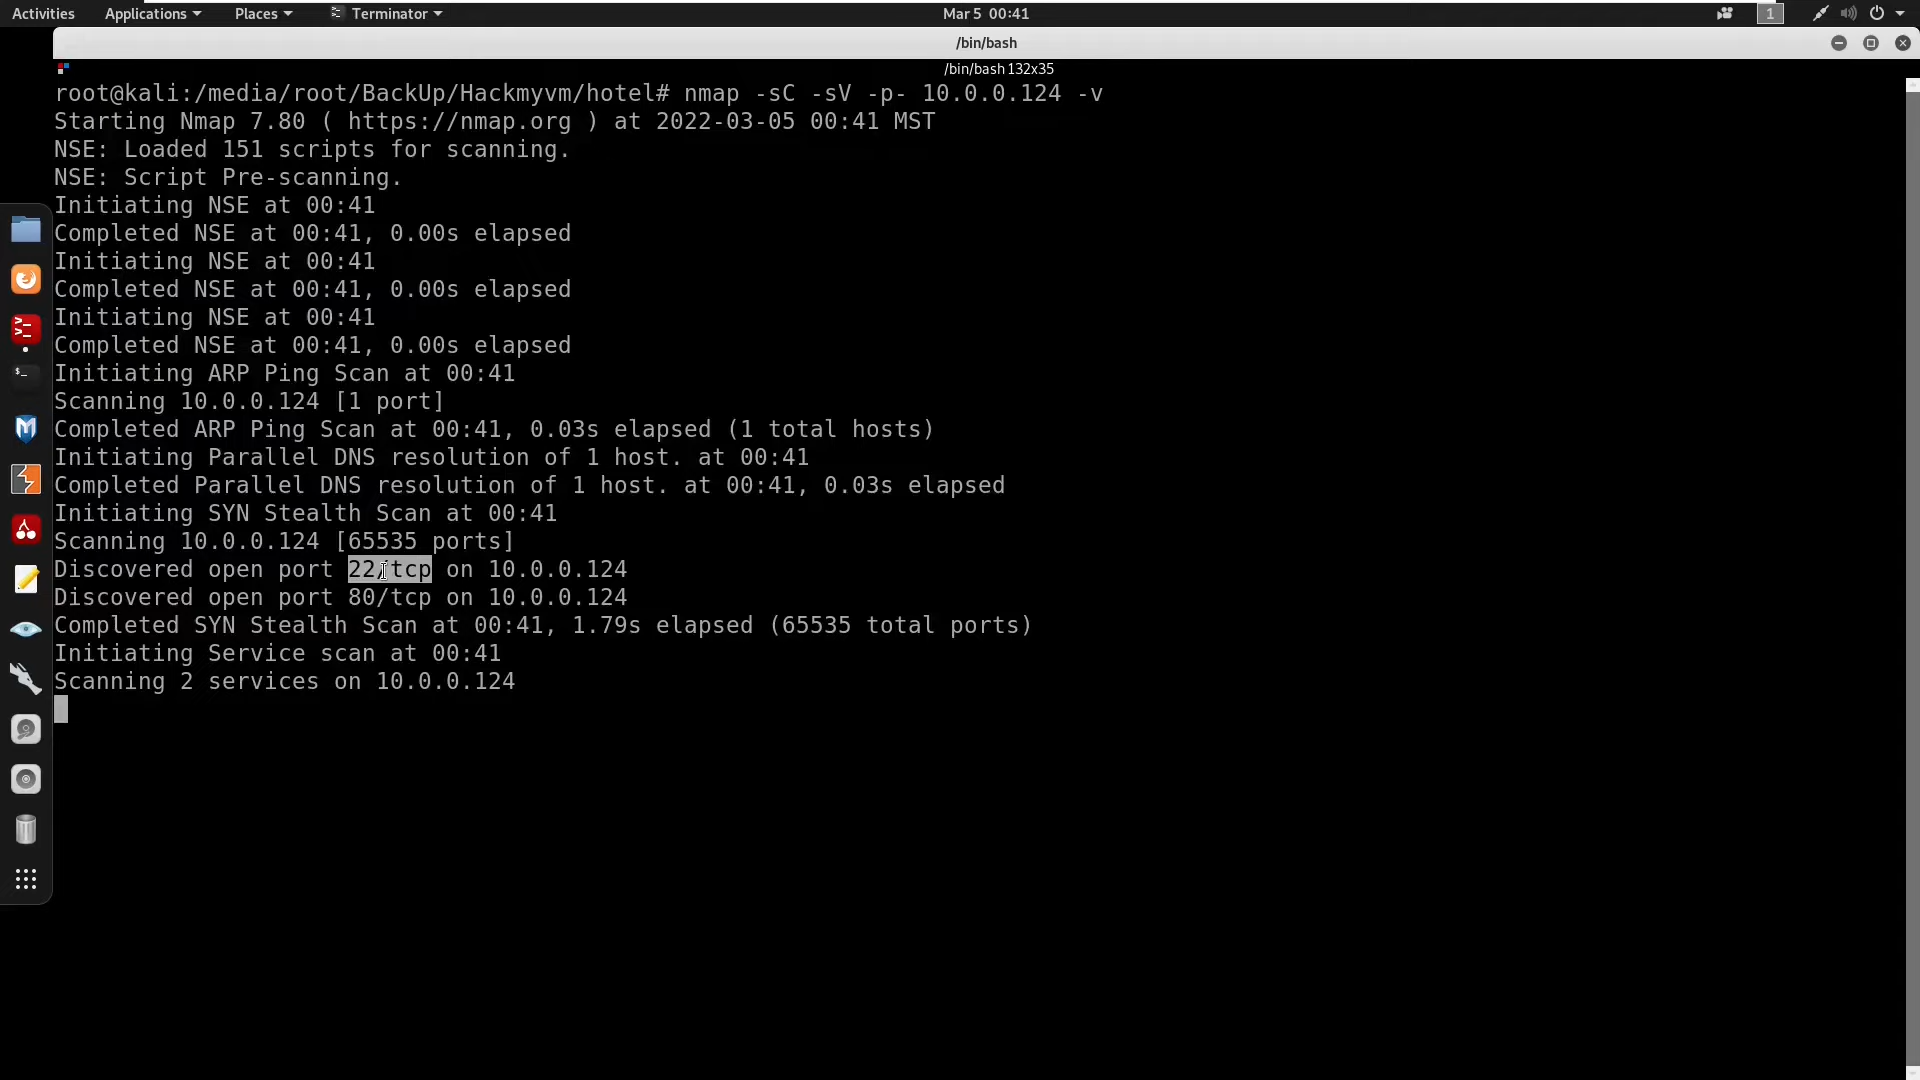 Activities Applications Places Terminator Mar 5 00:41 1
/bin/bash
/bin/bash 132x35
root@kali:/media/root/BackUp/Hackmyvm/hotel# nmap -sC -sV -p- 10.0.0.124 -v
Starting Nmap 7.80 ( https://nmap.org ) at 2022-03-05 00:41 MST
NSE: Loaded 151 scripts for scanning.
NSE: Script Pre-scanning.
Initiating NSE at 00:41
Completed NSE at 00:41, 0.00s elapsed
Initiating NSE at 00:41
Completed NSE at 00:41, 0.00s elapsed
Initiating NSE at 00:41
Completed NSE at 00:41, 0.00s elapsed
Initiating ARP Ping Scan at 00:41
Scanning 10.0.0.124 [1 port]
Completed ARP Ping Scan at 00:41, 0.03s elapsed (1 total hosts)
Initiating Parallel DNS resolution of 1 host. at 00:41
Completed Parallel DNS resolution of 1 host. at 00:41, 0.03s elapsed
Initiating SYN Stealth Scan at 00:41
Scanning 10.0.0.124 [65535 ports]
Discovered open port 22/tcp on 10.0.0.124
Discovered open port 80/tcp on 10.0.0.124
Completed SYN Stealth Scan at 00:41, 1.79s elapsed (65535 total ports)
Initiating Service scan at 00:41
Scanning 2 services on 10.0.0.124